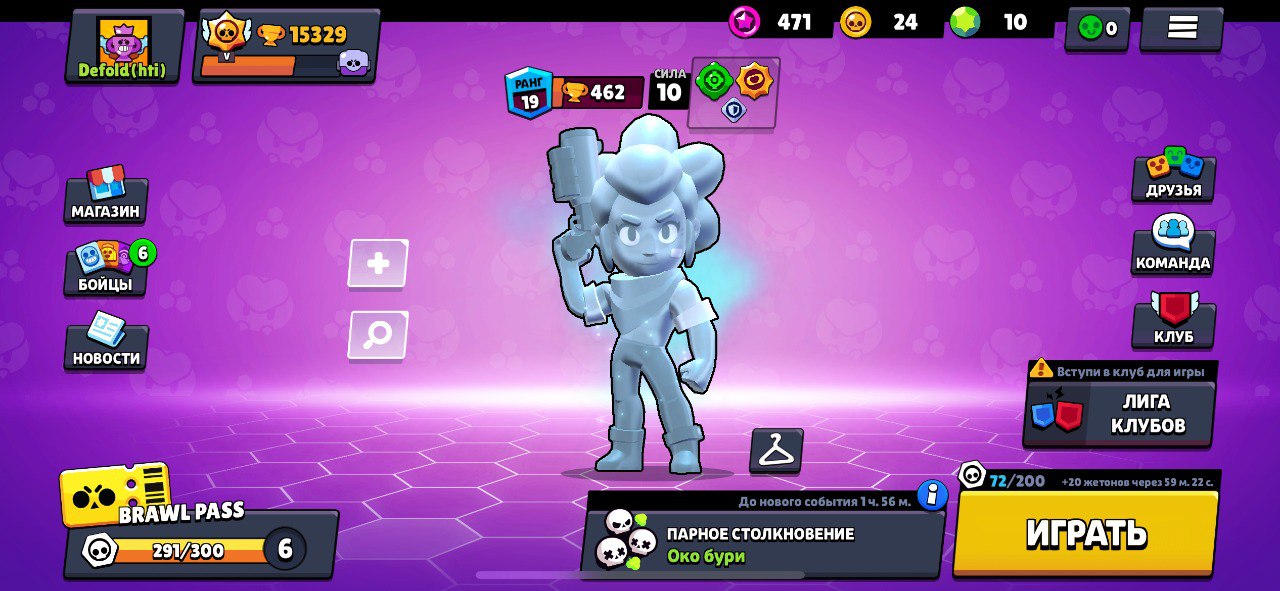 Defold(hti)
15329
V
471
24
10
0
РАНГ
19
462
СИЛА
10
МАГАЗИН
6
БОЙЦЫ
НОВОСТИ
ДРУЗЬЯ
КОМАНДА
КЛУБ
Вступи в клуб для игры
ЛИГА
КЛУБОВ
BRAWL PASS
291/300
6
До нового события 1 ч. 56 м.
ПАРНОЕ СТОЛКНОВЕНИЕ
Око бури
72/200
+20 жетонов через 59 м. 22 с.
ИГРАТЬ